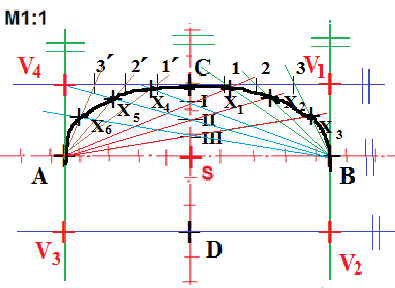 M1:1
3´ 2´ 1´ C 1 2 3
V4 V1
I
X4 X1
X5 II X2
X6 III X3
A S B
V3 D V2